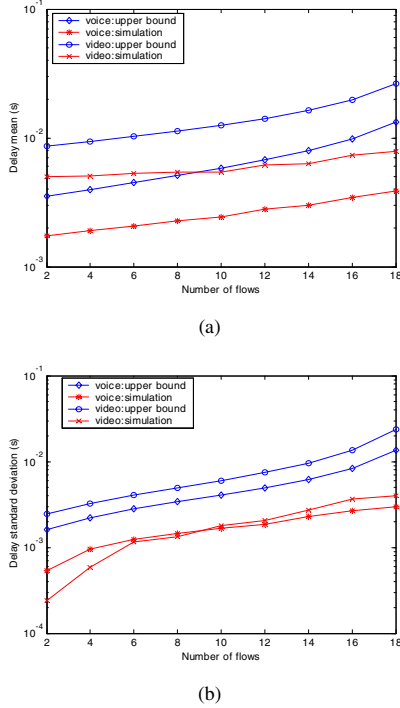 10^-1
voice:upper bound
voice:simulation
video:upper bound
video:simulation
Delay mean (s)
10^-2
10^-3
2 4 6 8 10 12 14 16 18
Number of flows
(a)
10^-1
voice:upper bound
voice:simulation
video:upper bound
video:simulation
Delay standard deviation (s)
10^-2
10^-3
10^-4
2 4 6 8 10 12 14 16 18
Number of flows
(b)